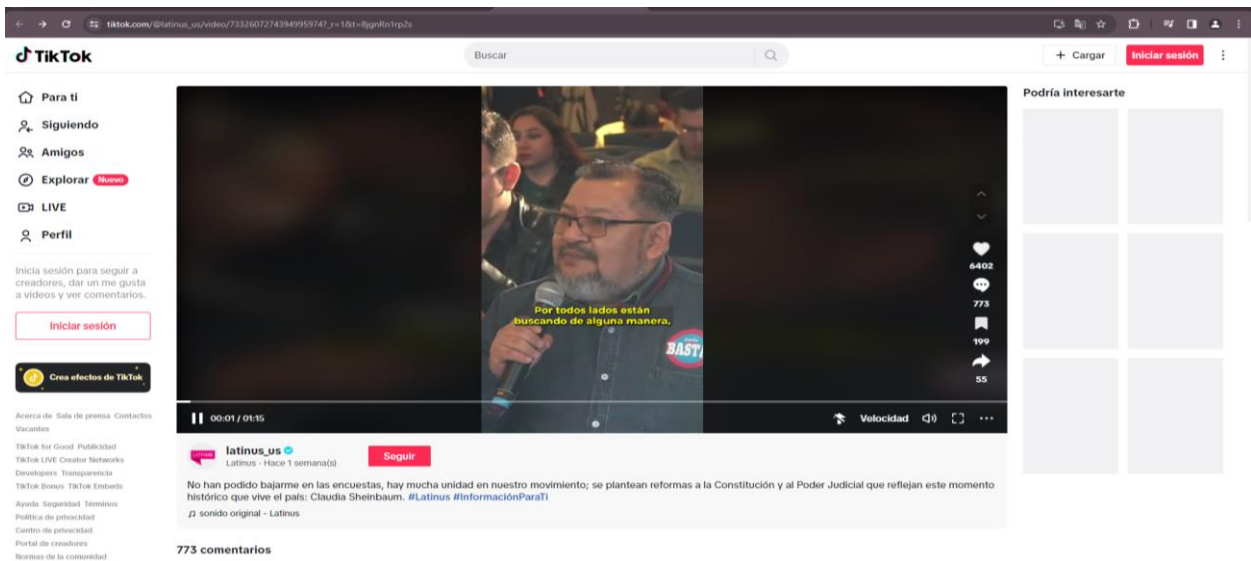 tiktok.com/@latinus_us/video/7332607274394995974?_r=1&t=8jgnRn1rp2s
TikTok
Buscar
+ Cargar
Iniciar sesión
Para ti
Siguiendo
Amigos
Explorar Nuevo
LIVE
Perfil
Inicia sesión para seguir a
creadores, dar un me gusta
a videos y ver comentarios.
Iniciar sesión
Crea efectos de TikTok
Acerca de Sala de prensa Contactos
Vacantes
TikTok for Good Publicidad
TikTok LIVE Creator Networks
Developers Transparencia
TikTok Bonus TikTok Embeds
Ayuda Seguridad Términos
Política de privacidad
Centro de privacidad
Portal de creadores
Normas de la comunidad
Por todos lados están
buscando de alguna manera,
BASTA
6402
773
199
55
00:01 / 01:15
Velocidad
latinus_us
Latinus · Hace 1 semana(s)
Seguir
No han podido bajarme en las encuestas, hay mucha unidad en nuestro movimiento; se plantean reformas a la Constitución y al Poder Judicial que reflejan este momento
histórico que vive el país: Claudia Sheinbaum. #Latinus #InformaciónParaTi
sonido original - Latinus
773 comentarios
Podría interesarte